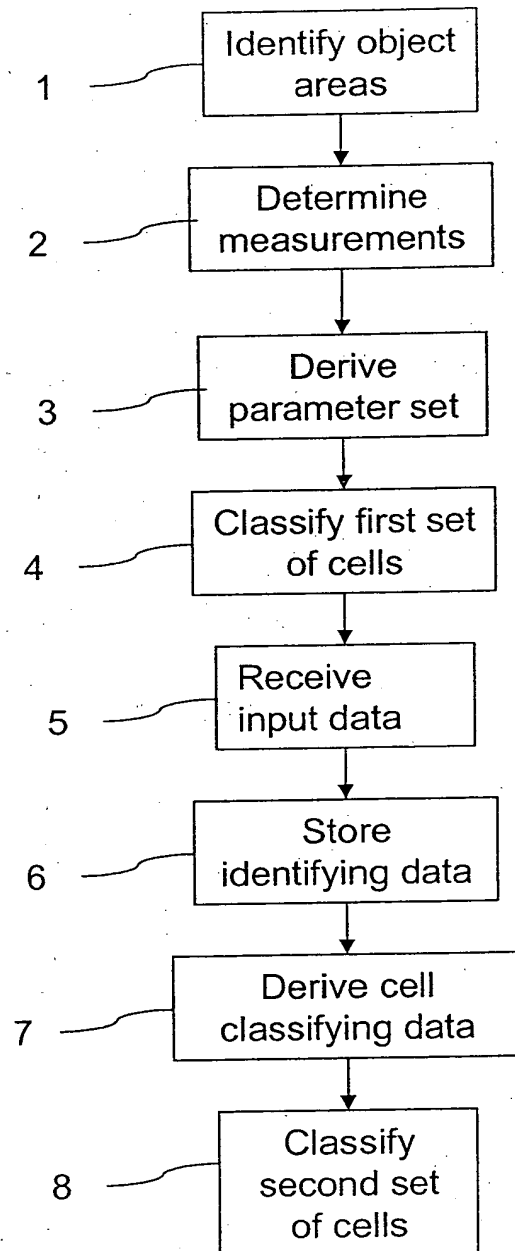 Identify object
areas
1
Determine
measurements
2
Derive
parameter set
3
Classify first set
of cells
4
Receive
input data
5
Store
identifying data
6
Derive cell
classifying data
7
Classify
second set
of cells
8